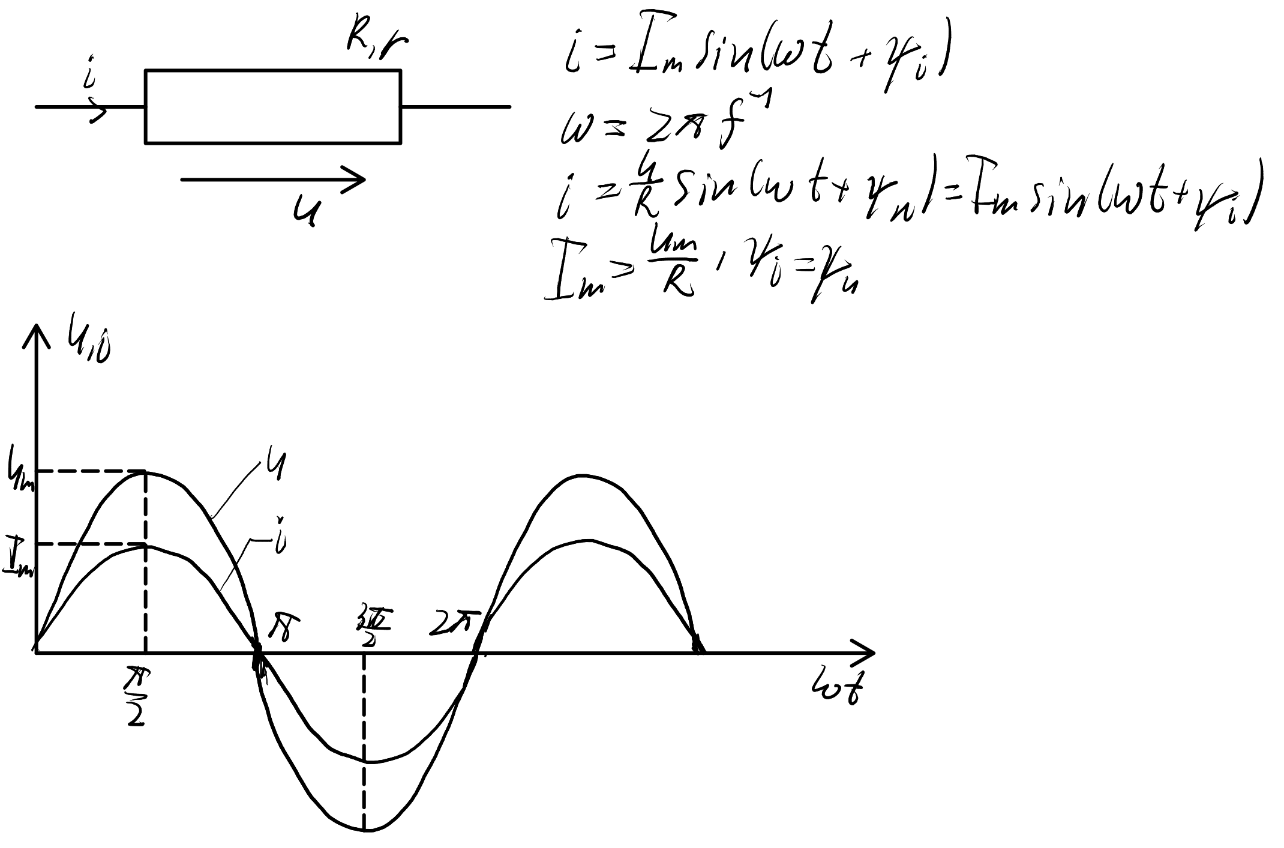 R, r
i
u
i = I_m sin(ωt + ψ_i)
ω = 2πf^-1
i = u/R sin(ωt + ψ_u) = I_m sin(ωt + ψ_i)
I_m = u_m/R, ψ_i = ψ_u
u, i
u_m
I_m
u
i
π/2
π
3π/2
2π
ωt